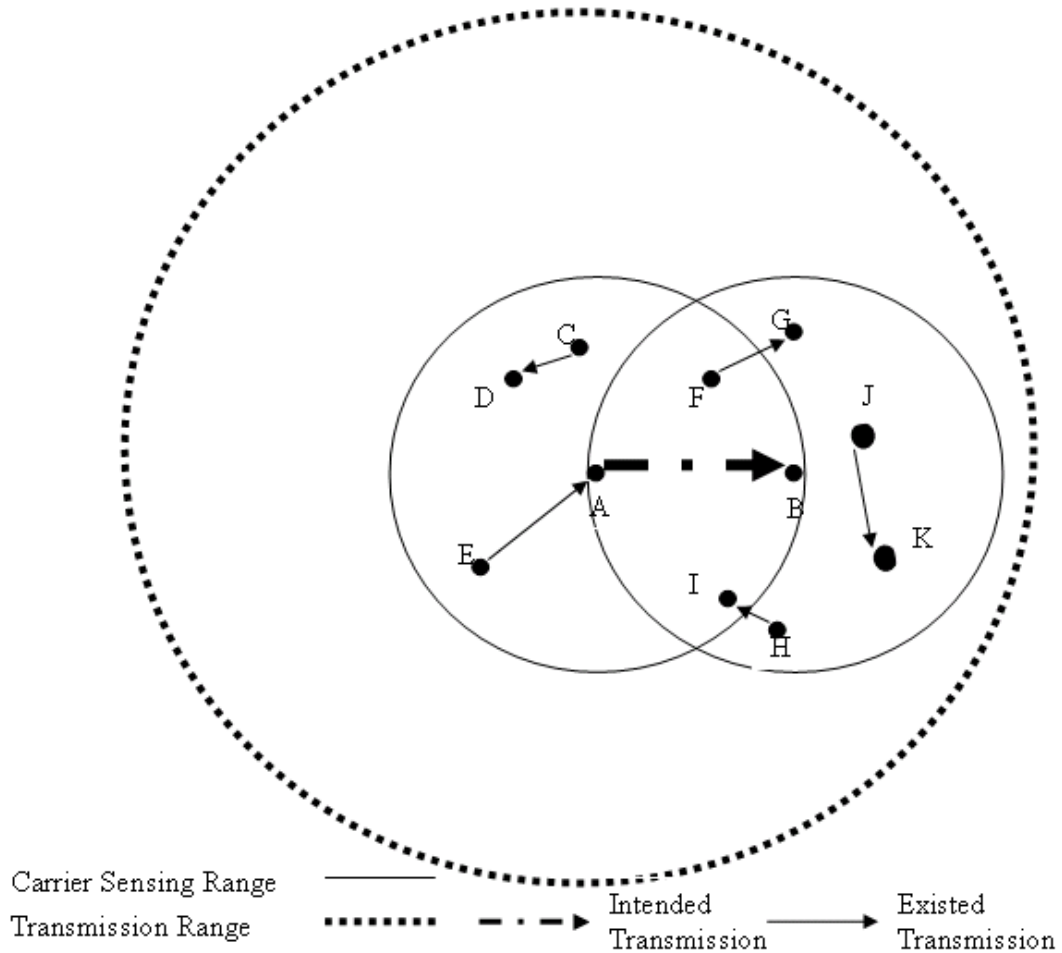 G
C
J
D
F
A
B
K
E
I
H
Carrier Sensing Range
Transmission Range
Intended
Transmission
Existed
Transmission